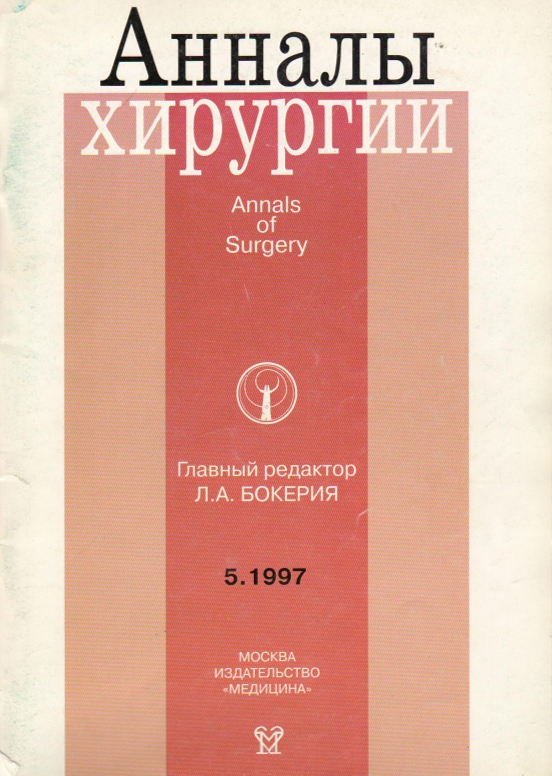 Анналы
хирургии
Annals
of
Surgery
Главный редактор
Л.А. БОКЕРИЯ
5.1997
МОСКВА
ИЗДАТЕЛЬСТВО
«МЕДИЦИНА»